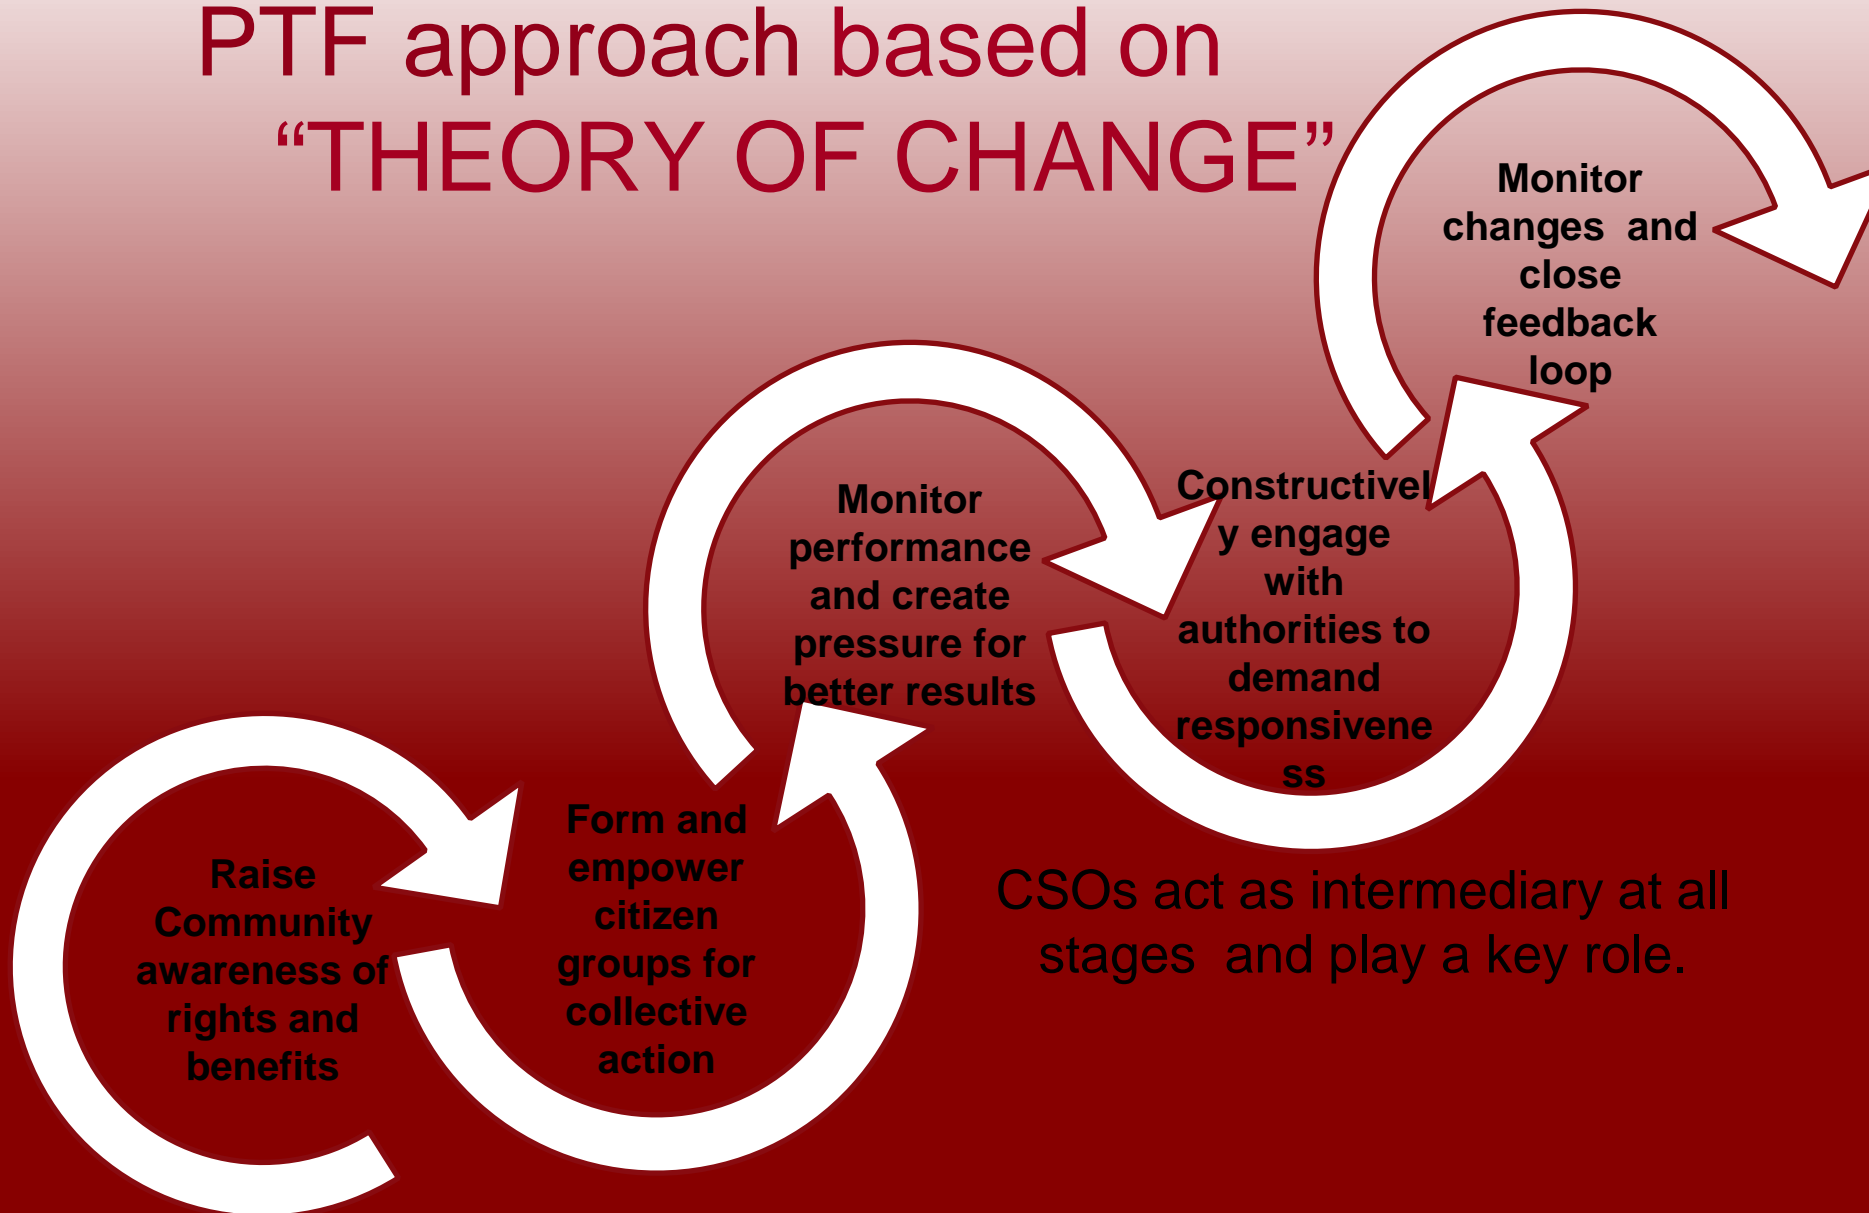 PTF approach based on
“THEORY OF CHANGE”
Raise
Community
awareness of
rights and
benefits
Form and
empower
citizen
groups for
collective
action
Monitor
performance
and create
pressure for
better results
Constructivel
y engage
with
authorities to
demand
responsivene
ss
Monitor
changes and
close
feedback
loop
CSOs act as intermediary at all
stages and play a key role.